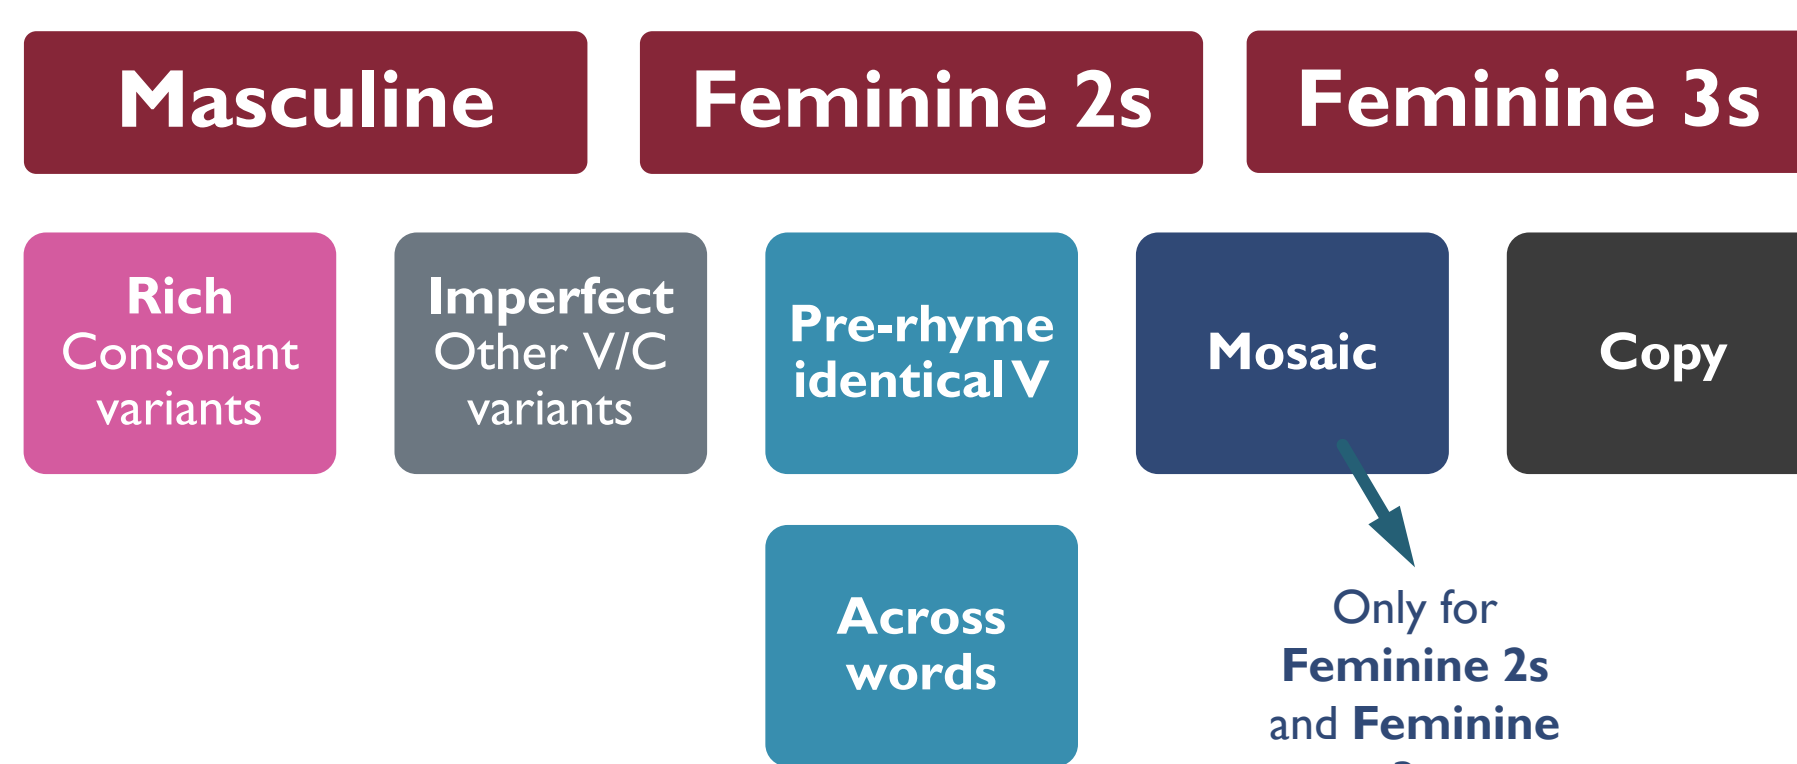 Masculine
Feminine 2s
Feminine 3s
Rich
Consonant
variants
Imperfect
Other V/C
variants
Pre-rhyme
identical V
Mosaic
Copy
Across
words
Only for
Feminine 2s
and Feminine